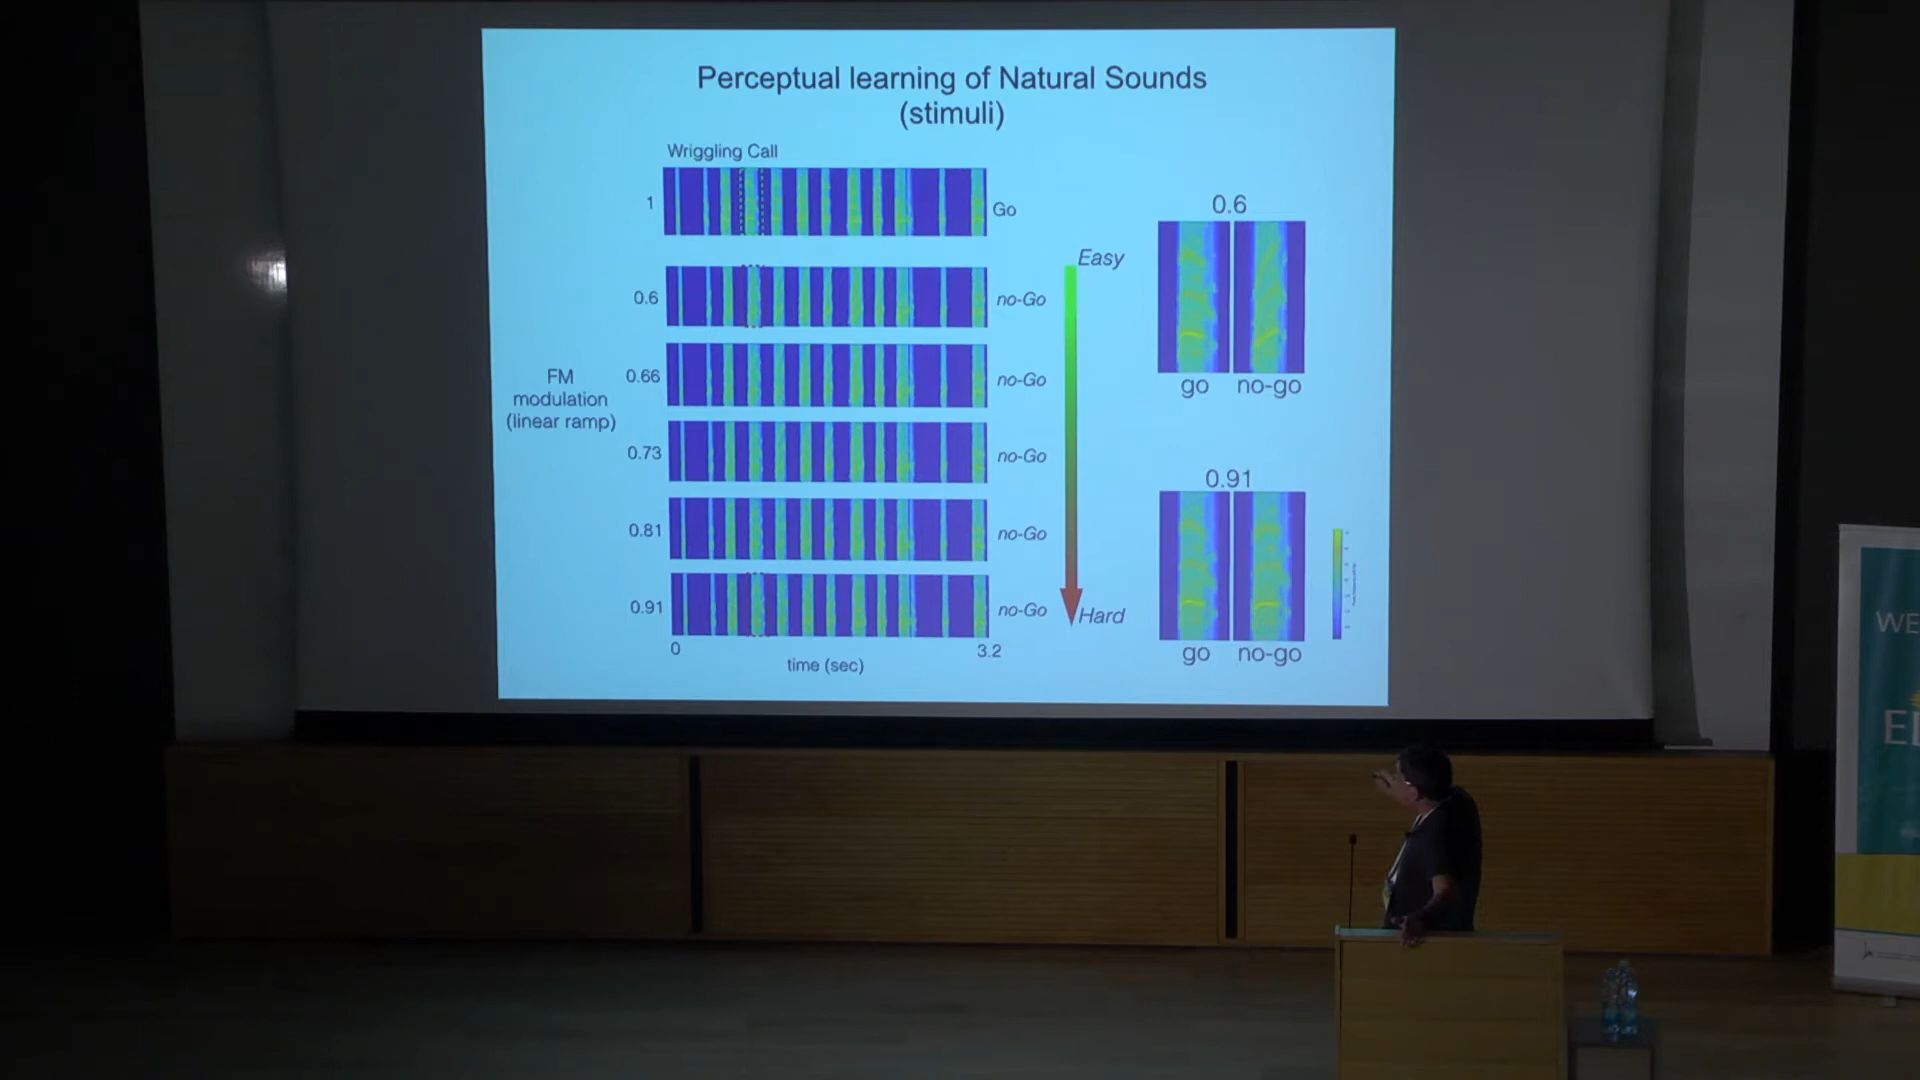 Perceptual learning of Natural Sounds
(stimuli)
Wriggling Call
1
Go
0.6
no-Go
0.66
no-Go
FM
modulation
(linear ramp)
0.73
no-Go
0.81
no-Go
0.91
no-Go
0
3.2
time (sec)
Easy
Hard
0.6
go
no-go
0.91
go
no-go
WE